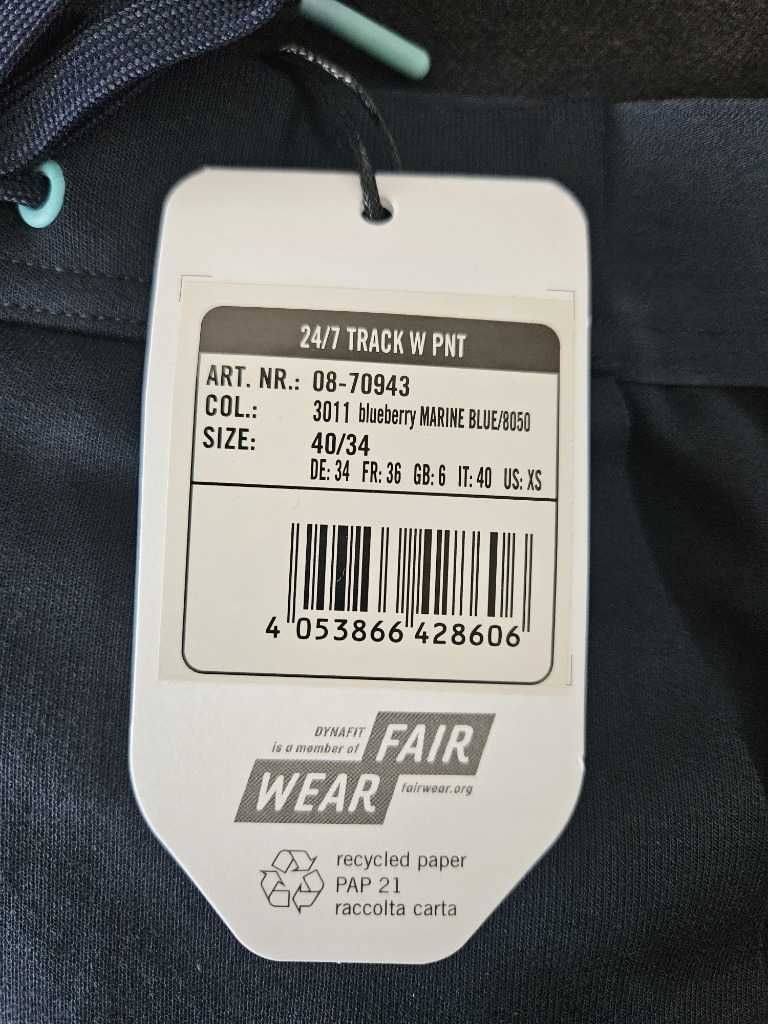 24/7 TRACK W PNT
ART. NR.: 08-70943
COL.: 3011 blueberry MARINE BLUE/8050
SIZE: 40/34
DE: 34 FR: 36 GB: 6 IT: 40 US: XS
4 053866 428606
DYNAFIT
is a member of
FAIR
WEAR
fairwear.org
recycled paper
PAP 21
raccolta carta